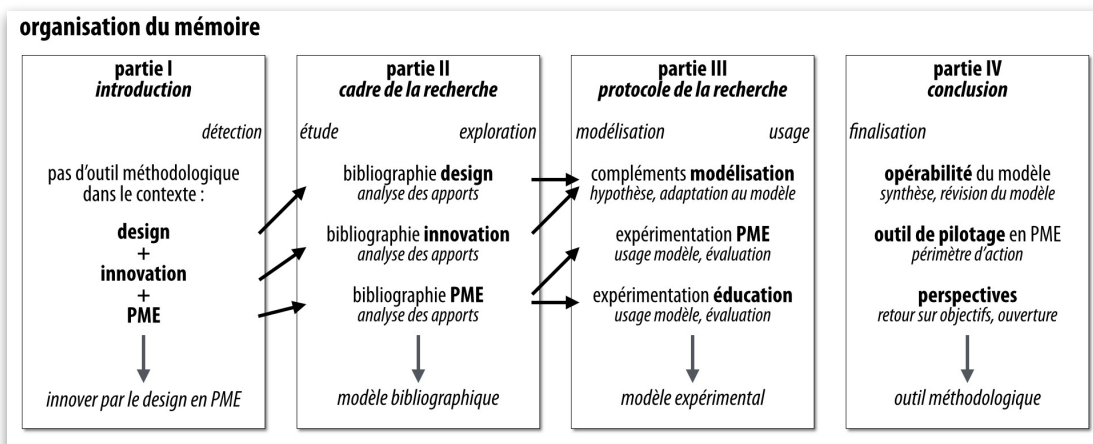 organisation du mémoire
partie I
introduction
détection
pas d’outil méthodologique
dans le contexte :
design
+
innovation
+
PME
innover par le design en PME
partie II
cadre de la recherche
étude
exploration
bibliographie design
analyse des apports
bibliographie innovation
analyse des apports
bibliographie PME
analyse des apports
modèle bibliographique
partie III
protocole de la recherche
modélisation
usage
compléments modélisation
hypothèse, adaptation au modèle
expérimentation PME
usage modèle, évaluation
expérimentation éducation
usage modèle, évaluation
modèle expérimental
partie IV
conclusion
finalisation
opérabilité du modèle
synthèse, révision du modèle
outil de pilotage en PME
périmètre d’action
perspectives
retour sur objectifs, ouverture
outil méthodologique